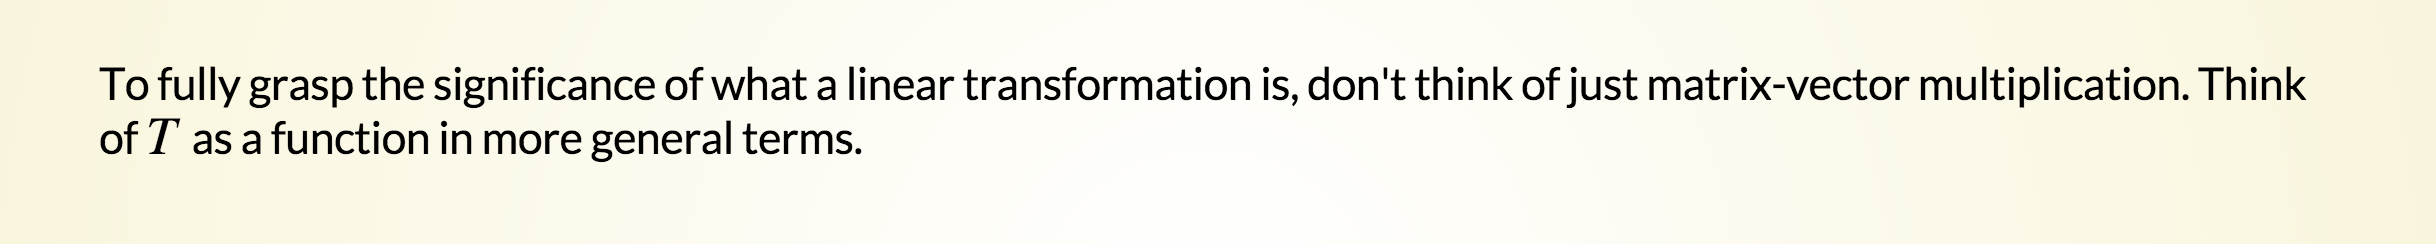 To fully grasp the significance of what a linear transformation is, don't think of just matrix-vector multiplication. Think
of T as a function in more general terms.